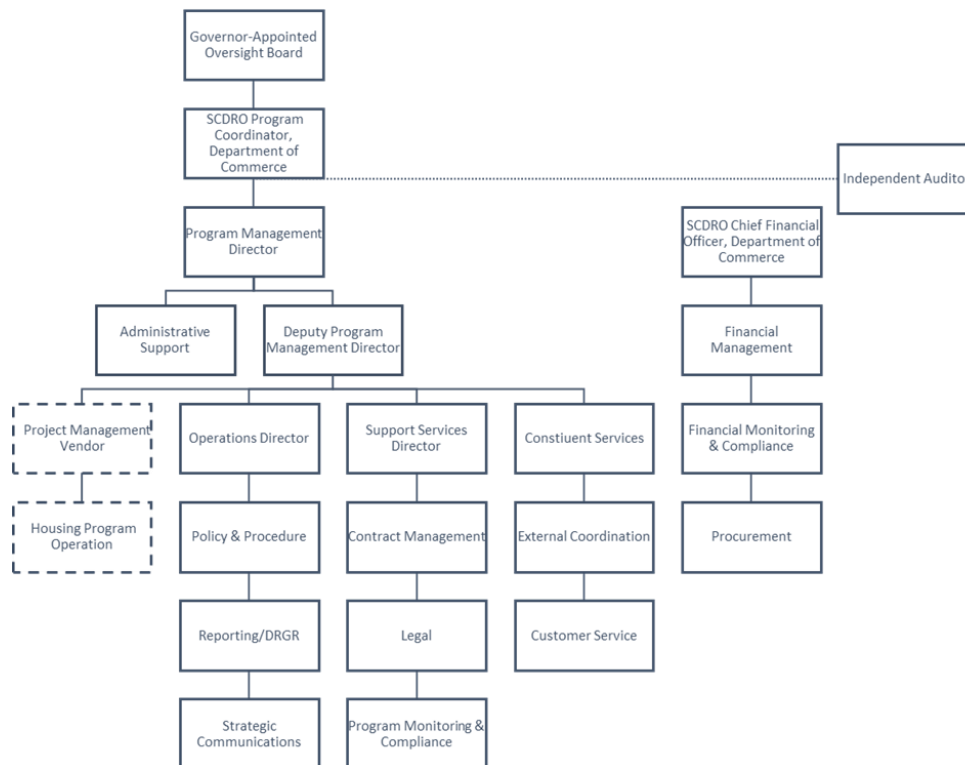 Governor-Appointed
Oversight Board
SCDRO Program
Coordinator,
Department of
Commerce
Independent Auditor
Program Management
Director
SCDRO Chief Financial
Officer, Department of
Commerce
Administrative
Support
Deputy Program
Management Director
Financial
Management
Project Management
Vendor
Operations Director
Support Services
Director
Constiuent Services
Financial Monitoring
& Compliance
Housing Program
Operation
Policy & Procedure
Contract Management
External Coordination
Procurement
Reporting/DRGR
Legal
Customer Service
Strategic
Communications
Program Monitoring &
Compliance